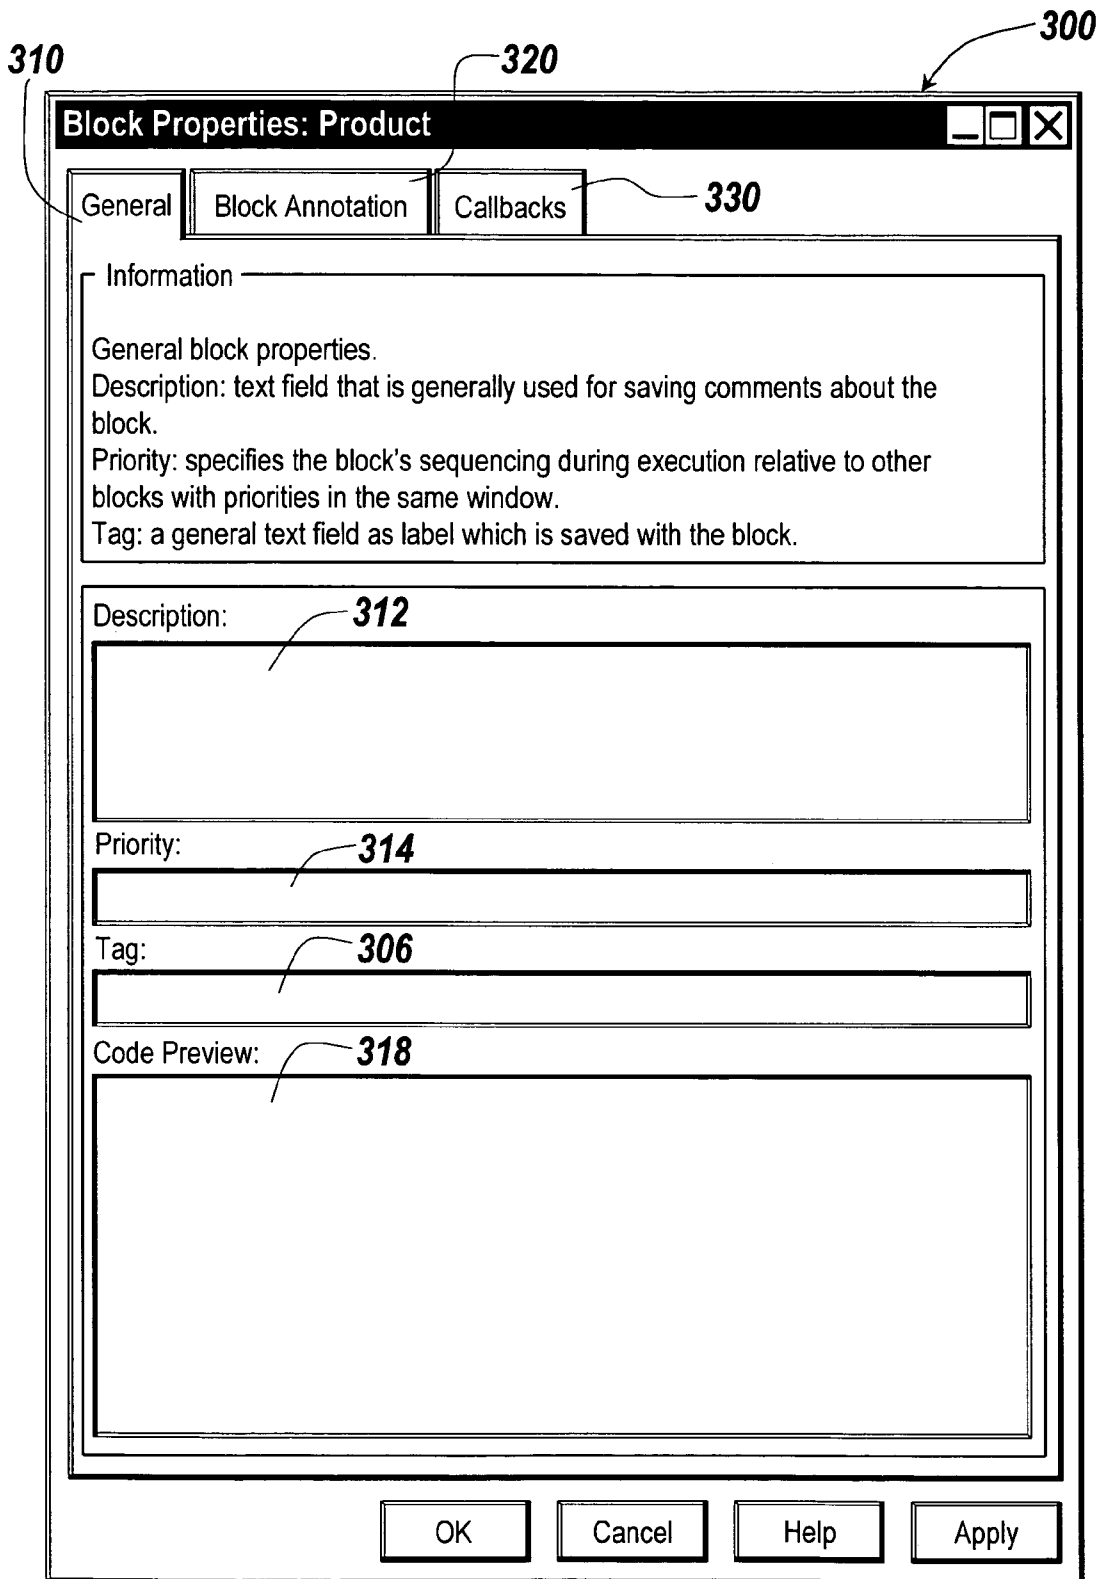 300
310
320
Block Properties: Product
General
Block Annotation
Callbacks
330
Information
General block properties.
Description: text field that is generally used for saving comments about the
block.
Priority: specifies the block's sequencing during execution relative to other
blocks with priorities in the same window.
Tag: a general text field as label which is saved with the block.
Description:
312
Priority:
314
Tag:
306
Code Preview:
318
OK
Cancel
Help
Apply